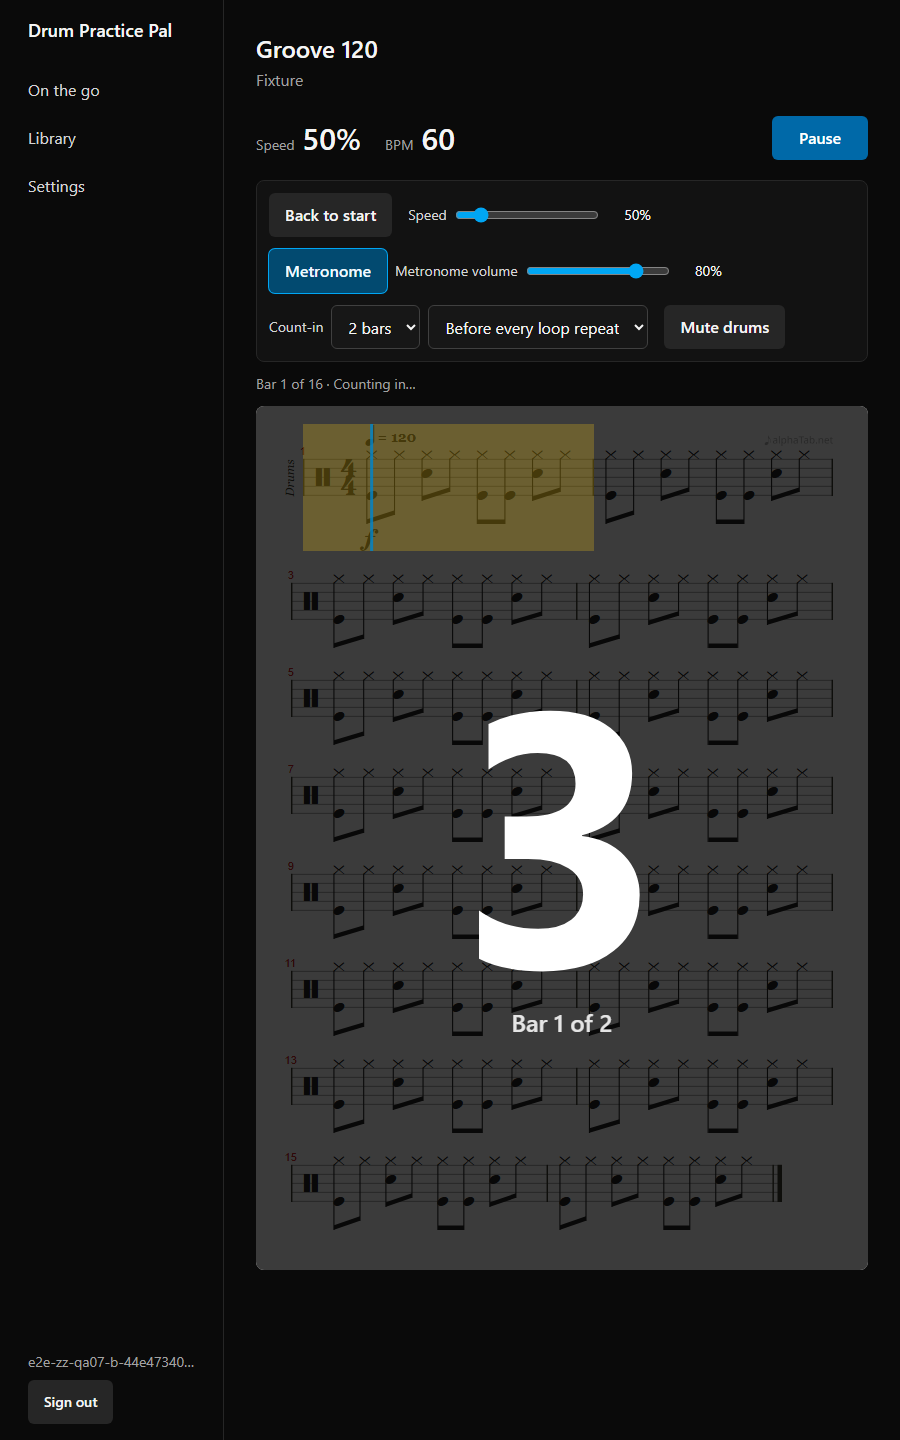 Drum Practice Pal
On the go
Library
Settings
Groove 120
Fixture
Speed 50% BPM 60
Pause
Back to start Speed 50%
Metronome Metronome volume 80%
Count-in 2 bars Before every loop repeat Mute drums
Bar 1 of 16 · Counting in...
= 120
alphaTab.net
Drums
4
4
f
3
5
7
9
11
13
15
3
Bar 1 of 2
e2e-zz-qa07-b-44e47340...
Sign out